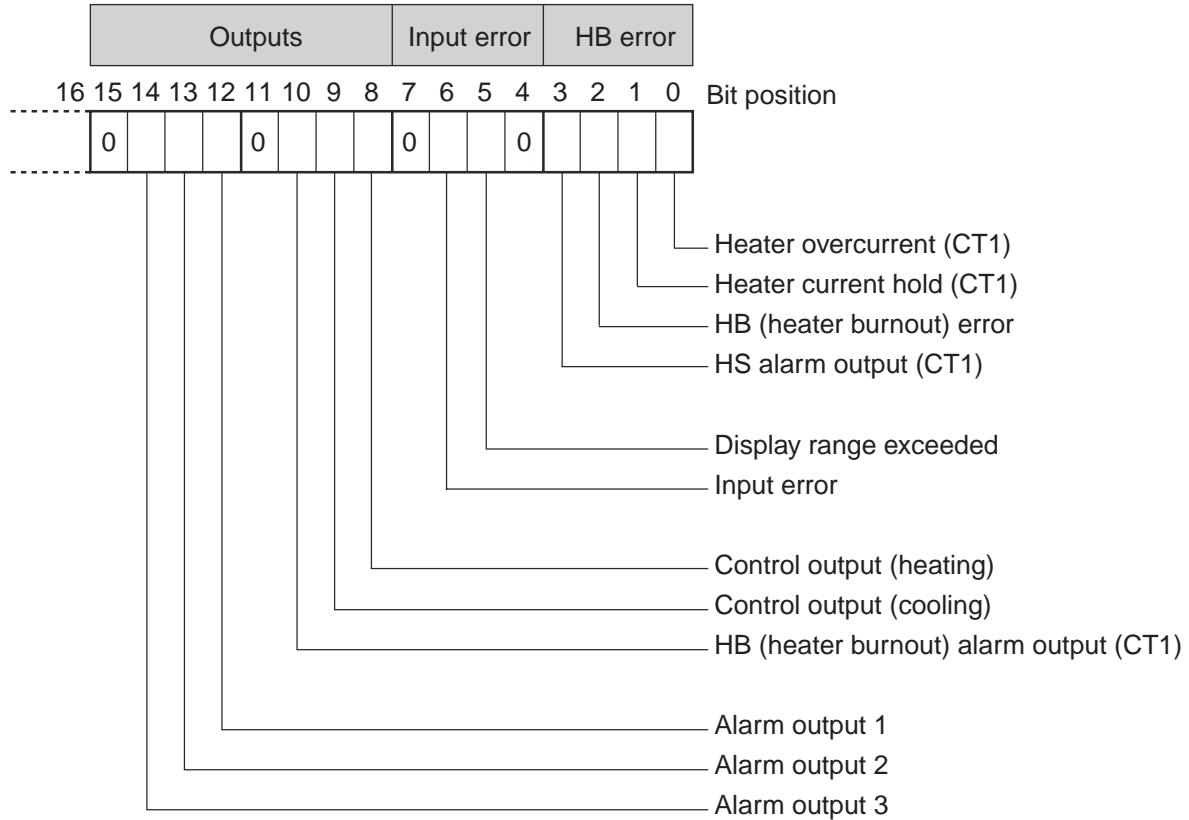 Outputs Input error HB error
16 15 14 13 12 11 10 9 8 7 6 5 4 3 2 1 0 Bit position
0 0 0 0
Heater overcurrent (CT1)
Heater current hold (CT1)
HB (heater burnout) error
HS alarm output (CT1)
Display range exceeded
Input error
Control output (heating)
Control output (cooling)
HB (heater burnout) alarm output (CT1)
Alarm output 1
Alarm output 2
Alarm output 3